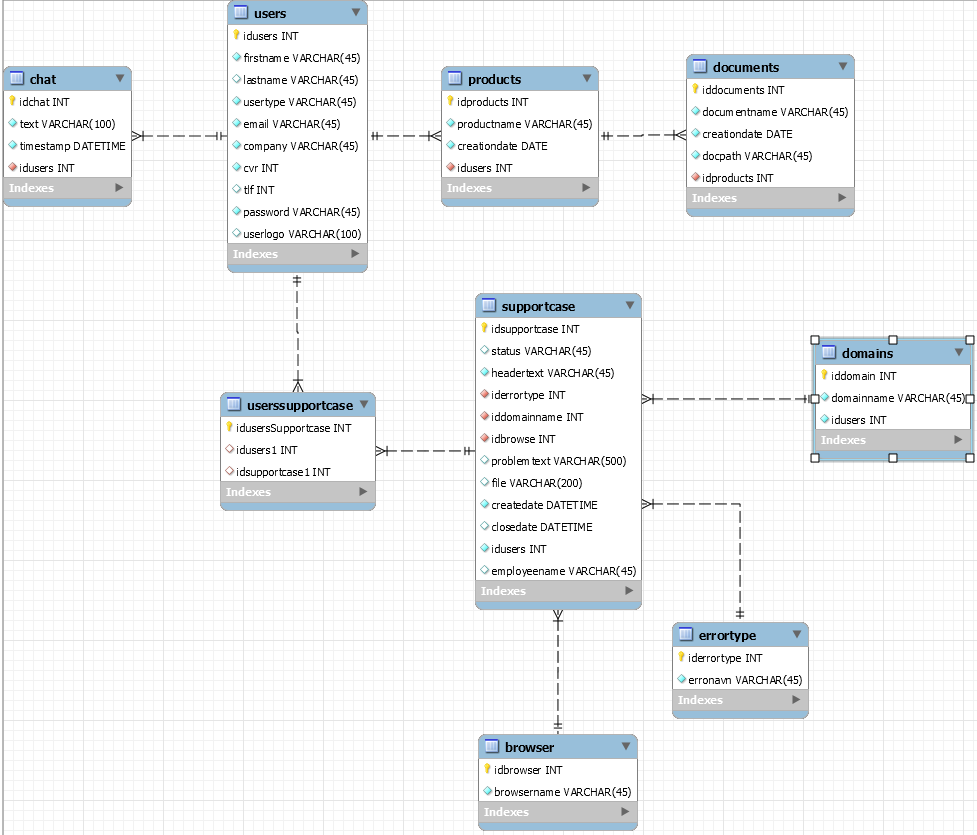 users
idusers INT
firstname VARCHAR(45)
lastname VARCHAR(45)
usertype VARCHAR(45)
email VARCHAR(45)
company VARCHAR(45)
cvr INT
tlf INT
password VARCHAR(45)
userlogo VARCHAR(100)
Indexes
chat
idchat INT
text VARCHAR(100)
timestamp DATETIME
idusers INT
Indexes
products
idproducts INT
productname VARCHAR(45)
creationdate DATE
idusers INT
Indexes
documents
iddocuments INT
documentname VARCHAR(45)
creationdate DATE
docpath VARCHAR(45)
idproducts INT
Indexes
supportcase
idsupportcase INT
status VARCHAR(45)
headertext VARCHAR(45)
iderrortype INT
iddomainname INT
idbrowse INT
problemtext VARCHAR(500)
file VARCHAR(200)
createdate DATETIME
closedate DATETIME
idusers INT
employeename VARCHAR(45)
Indexes
domains
iddomain INT
domainname VARCHAR(45)
idusers INT
Indexes
userssupportcase
idusersSupportcase INT
idusers1 INT
idsupportcase1 INT
Indexes
errortype
iderrortype INT
erronavn VARCHAR(45)
Indexes
browser
idbrowser INT
browsername VARCHAR(45)
Indexes